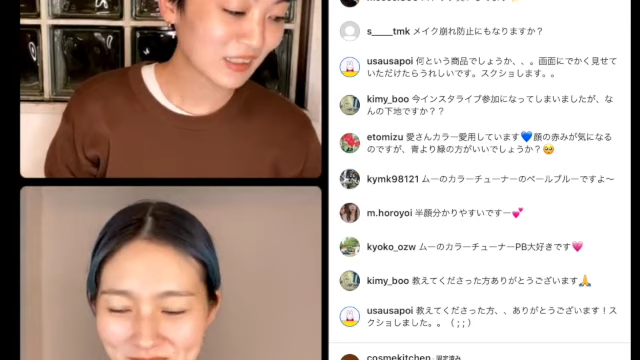 s_____tmk メイク崩れ防止にもなりますか？
usausapoi 何という商品でしょうか、、。画面にでかく見せて
いただけたらうれしいです。スクショします。。
kimy_boo 今インスタライブ参加になってしまいましたが、な
んの下地ですか？？
etomizu 愛さんカラー愛用しています💙顔の赤みが気になる
のですが、青より緑の方がいいでしょうか？🥺
kymk98121 ムーのカラーチューナーのペールブルーですよ〜
m.horoyoi 半顔分かりやすいですー💕
kyoko_ozw ムーのカラーチューナーPB大好きです💗
kimy_boo 教えてくださった方ありがとうございます🙏
usausapoi 教えてくださった方、、ありがとうございます！ス
クショしました。。（ ; ; ）
cosmekitchen 固定済み